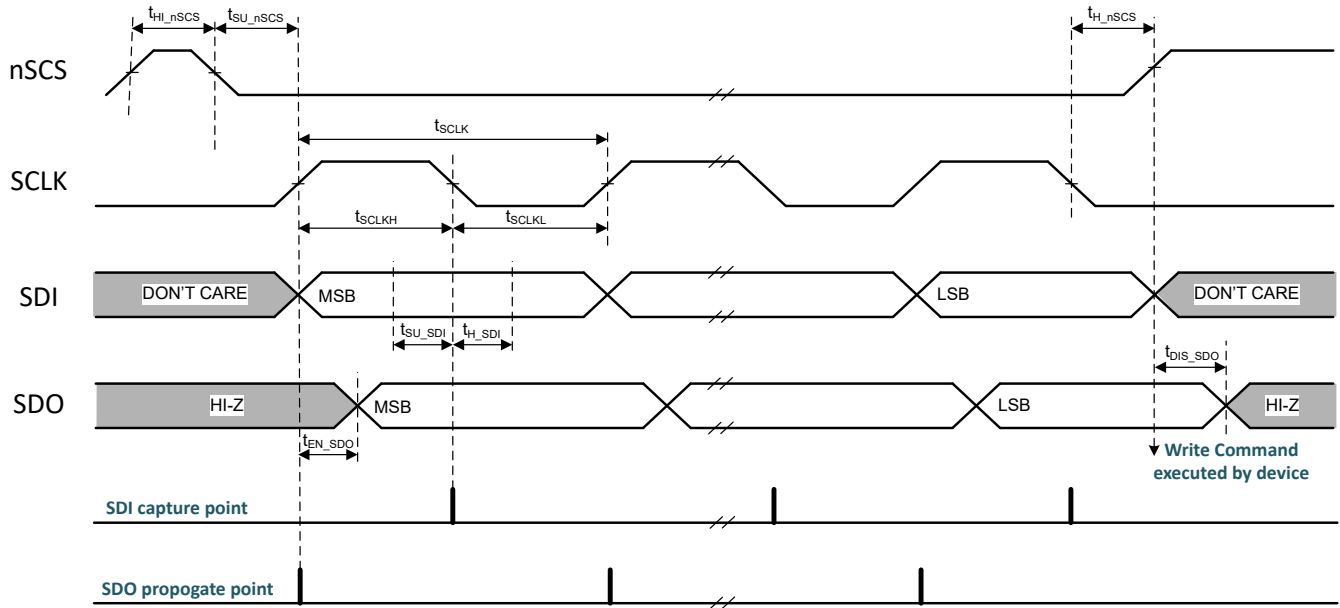 tHI_nSCS
tSU_nSCS
tH_nSCS
nSCS
tSCLK
SCLK
tSCLKH
tSCLKL
SDI
DON'T CARE
MSB
LSB
DON'T CARE
tSU_SDI
tH_SDI
tDIS_SDO
SDO
HI-Z
MSB
LSB
HI-Z
tEN_SDO
Write Command
executed by device
SDI capture point
SDO propogate point